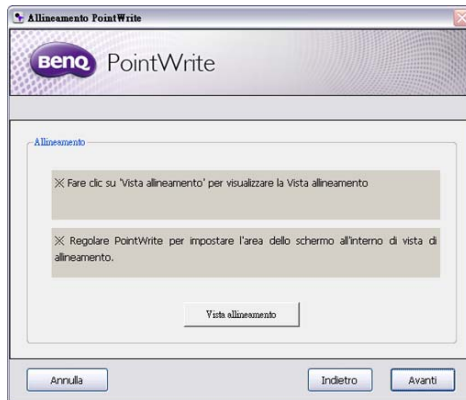 Allineamento PointWrite
BenQ PointWrite
Allineamento
※ Fare clic su 'Vista allineamento' per visualizzare la Vista allineamento
※ Regolare PointWrite per impostare l'area dello schermo all'interno di vista di
allineamento.
Vista allineamento
Annulla Indietro Avanti